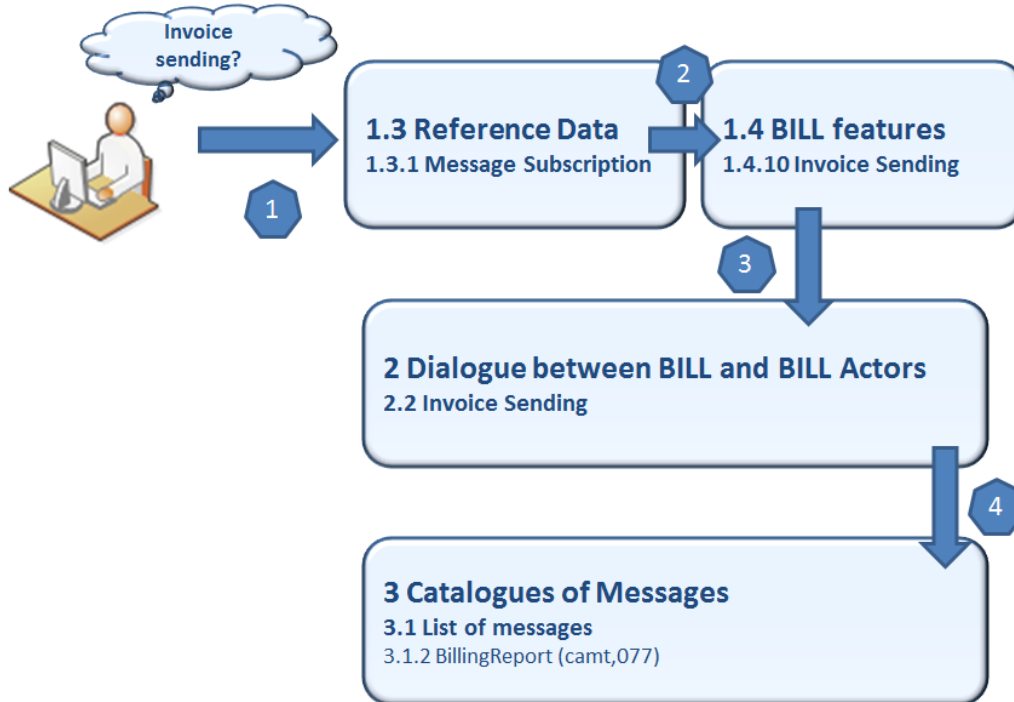 Invoice
sending?
1
1.3 Reference Data
1.3.1 Message Subscription
2
1.4 BILL features
1.4.10 Invoice Sending
3
2 Dialogue between BILL and BILL Actors
2.2 Invoice Sending
4
3 Catalogues of Messages
3.1 List of messages
3.1.2 BillingReport (camt,077)